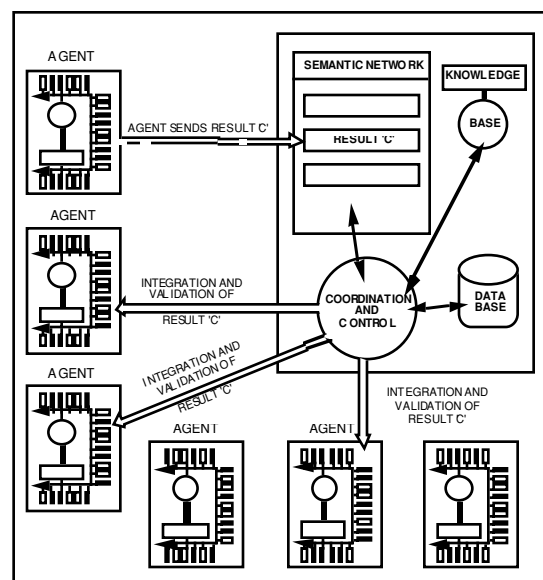 AGENT
SEMANTIC NETWORK
KNOWLEDGE
BASE
AGENT SENDS RESULT C'
RESULT 'C'
AGENT
INTEGRATION AND
VALIDATION OF
RESULT 'C'
COORDINATION
AND
CONTROL
DATA
BASE
AGENT
INTEGRATION AND
VALIDATION OF
RESULT 'C'
INTEGRATION AND
VALIDATION OF
RESULT C'
AGENT
AGENT